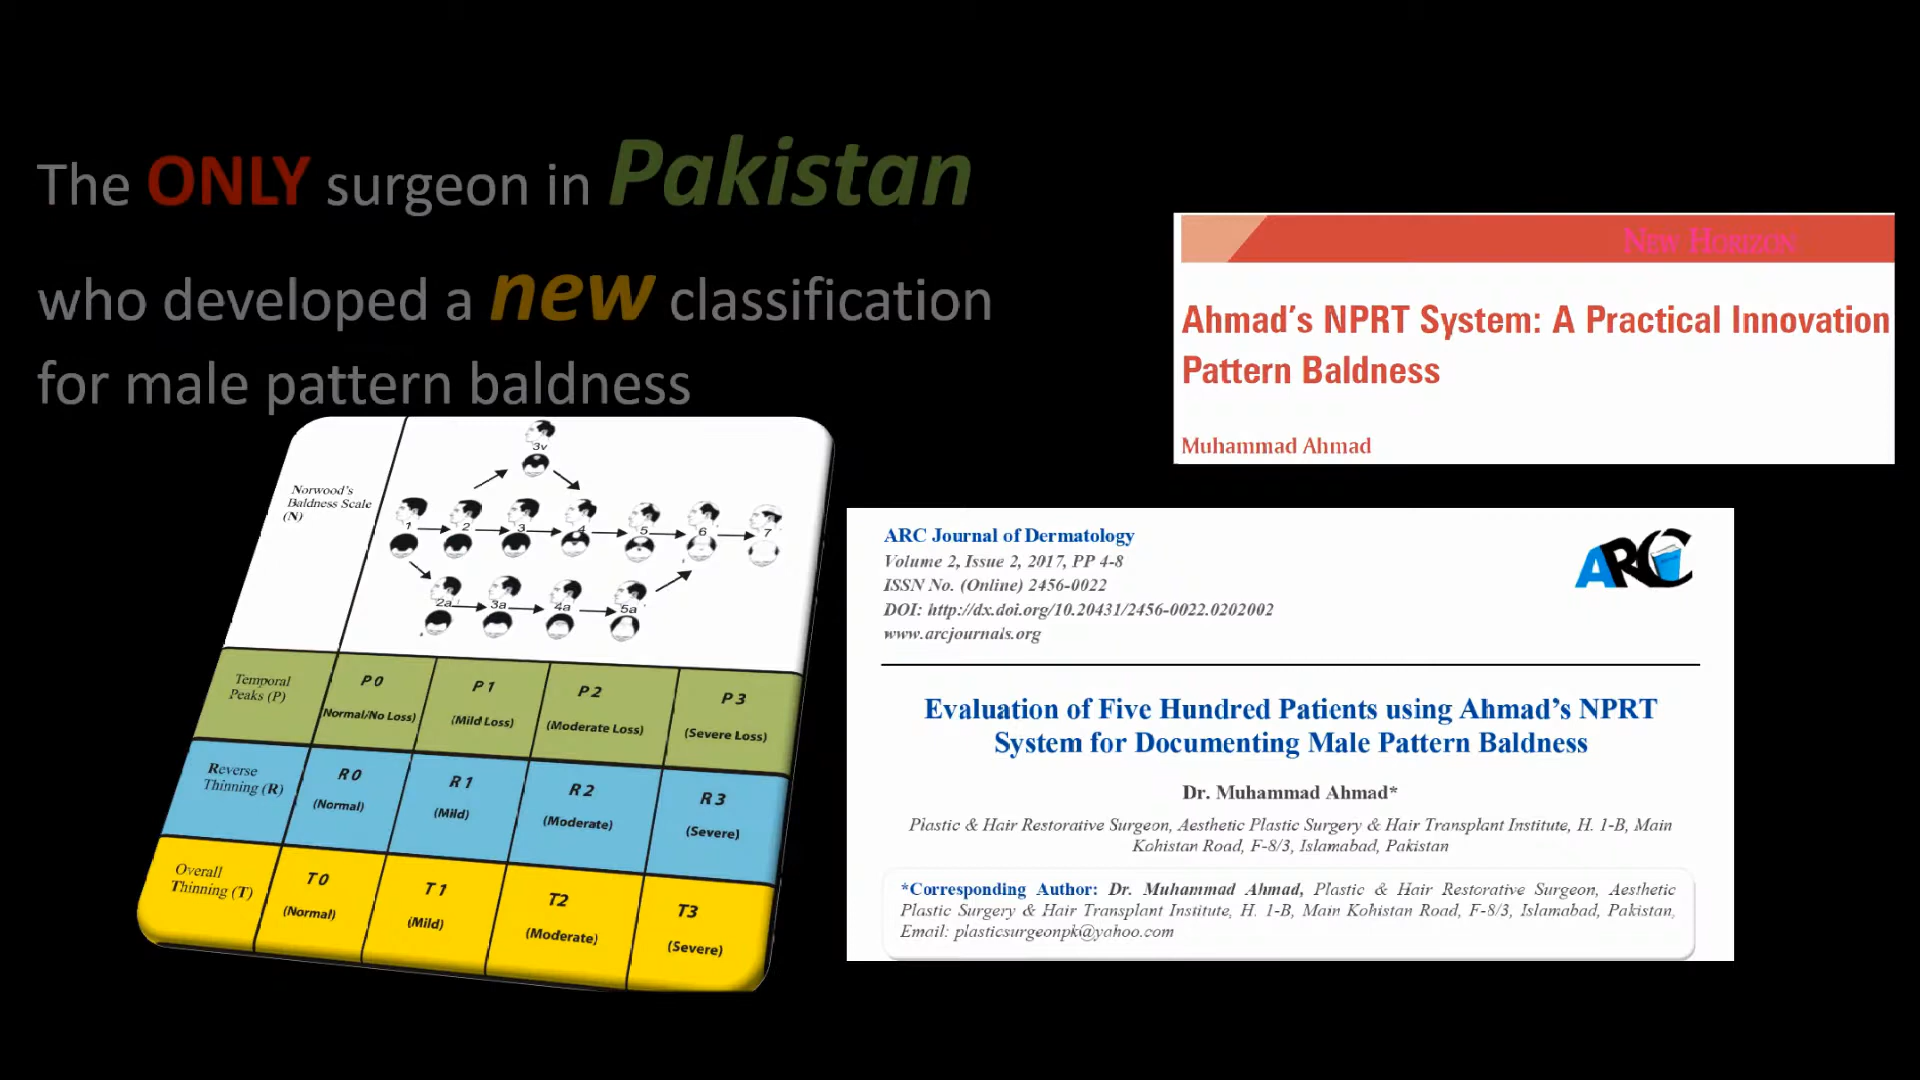 The ONLY surgeon in Pakistan
who developed a new classification
for male pattern baldness
NEW HORIZON
Ahmad's NPRT System: A Practical Innovation
Pattern Baldness
Muhammad Ahmad
Norwood's
Baldness Scale
(N)
3v
1 2 3 4 5 6 7
2a 3a 4a 5a
Temporal
Peaks (P)
P 0
(Normal/No Loss)
P 1
(Mild Loss)
P 2
(Moderate Loss)
P 3
(Severe Loss)
Reverse
Thinning (R)
R 0
(Normal)
R 1
(Mild)
R 2
(Moderate)
R 3
(Severe)
Overall
Thinning (T)
T 0
(Normal)
T 1
(Mild)
T2
(Moderate)
T3
(Severe)
ARC Journal of Dermatology
Volume 2, Issue 2, 2017, PP 4-8
ISSN No. (Online) 2456-0022
DOI: http://dx.doi.org/10.20431/2456-0022.0202002
www.arcjournals.org
ARC
Evaluation of Five Hundred Patients using Ahmad's NPRT
System for Documenting Male Pattern Baldness
Dr. Muhammad Ahmad*
Plastic & Hair Restorative Surgeon, Aesthetic Plastic Surgery & Hair Transplant Institute, H. 1-B, Main
Kohistan Road, F-8/3, Islamabad, Pakistan
*Corresponding Author: Dr. Muhammad Ahmad, Plastic & Hair Restorative Surgeon, Aesthetic
Plastic Surgery & Hair Transplant Institute, H. 1-B, Main Kohistan Road, F-8/3, Islamabad, Pakistan,
Email: plasticsurgeonpk@yahoo.com